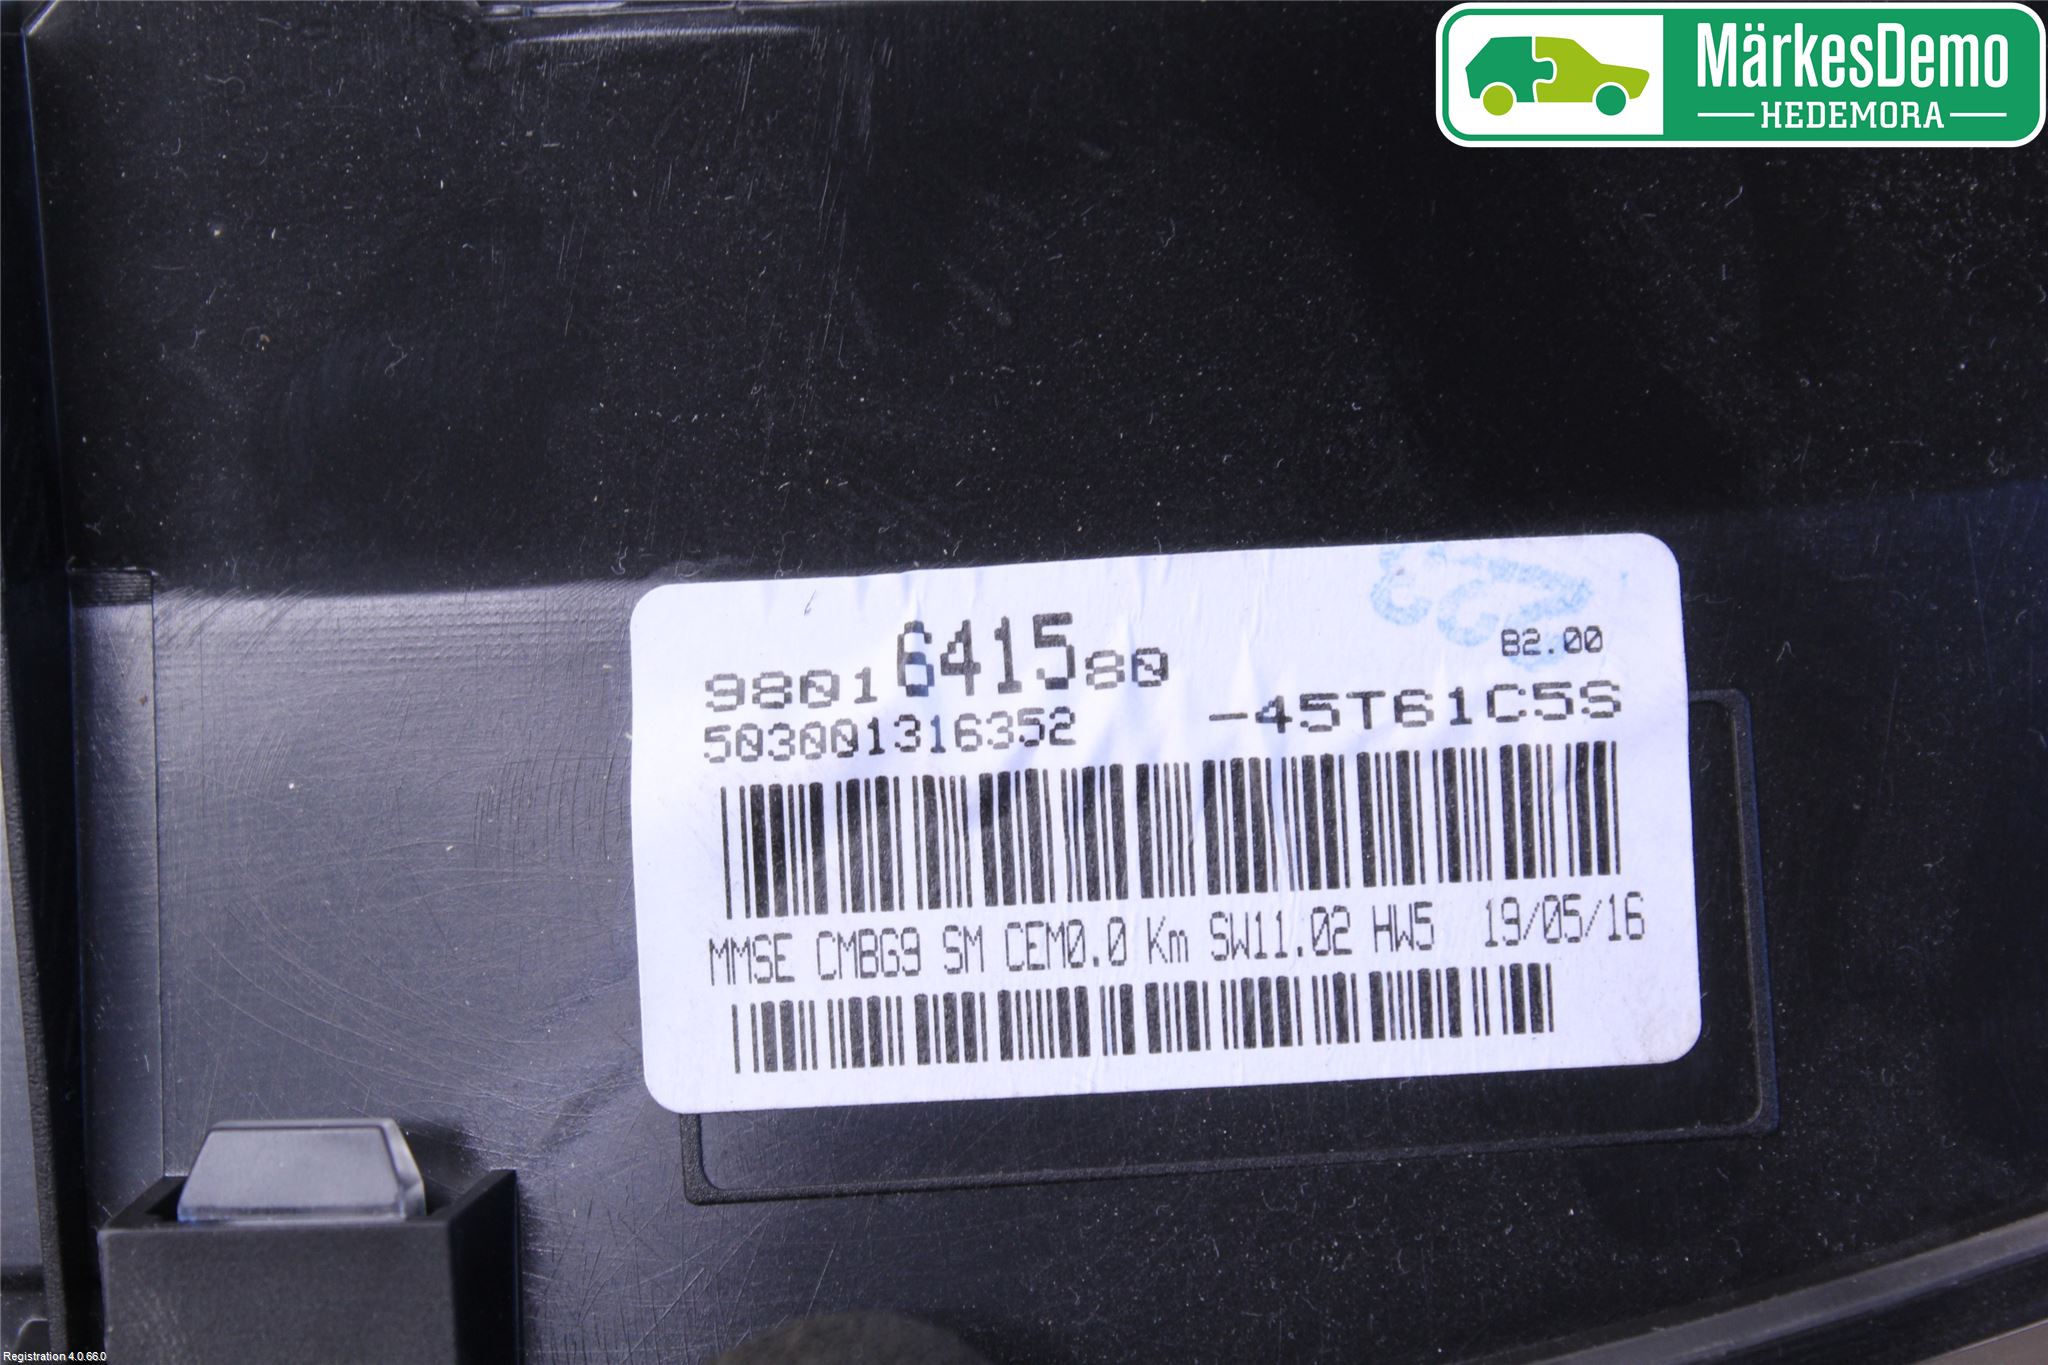 MärkesDemo
HEDEMORA
82.00
9801641580
503001316352 -45T61C5S
MMSE CMBG9 SM CEM0.0 Km SW11.02 HW5 19/05/16
Registration 4.0.66.0